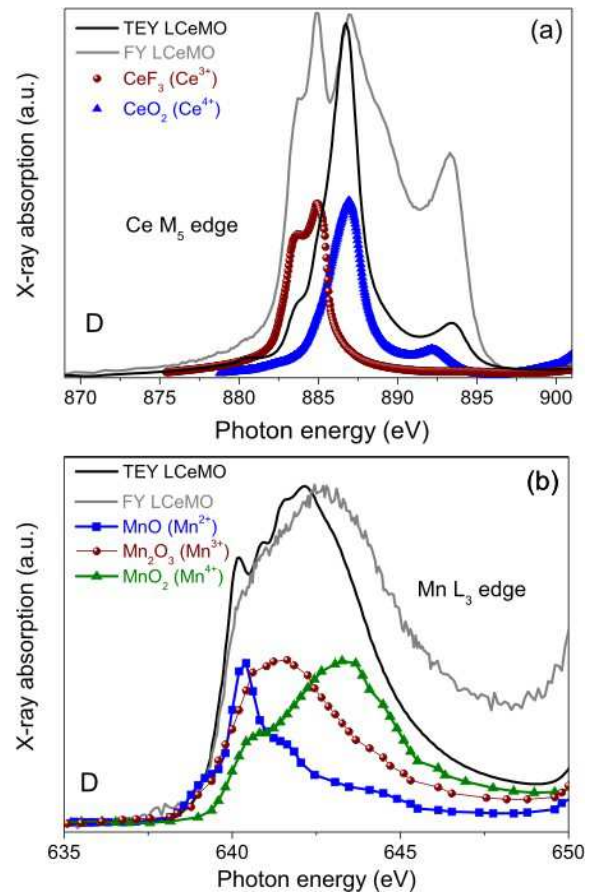 (a)
TEY LCeMO
FY LCeMO
CeF₃ (Ce³⁺)
CeO₂ (Ce⁴⁺)
Ce M₅ edge
D
X-ray absorption (a.u.)
870 875 880 885 890 895 900
Photon energy (eV)
(b)
TEY LCeMO
FY LCeMO
MnO (Mn²⁺)
Mn₂O₃ (Mn³⁺)
MnO₂ (Mn⁴⁺)
Mn L₃ edge
D
X-ray absorption (a.u.)
635 640 645 650
Photon energy (eV)